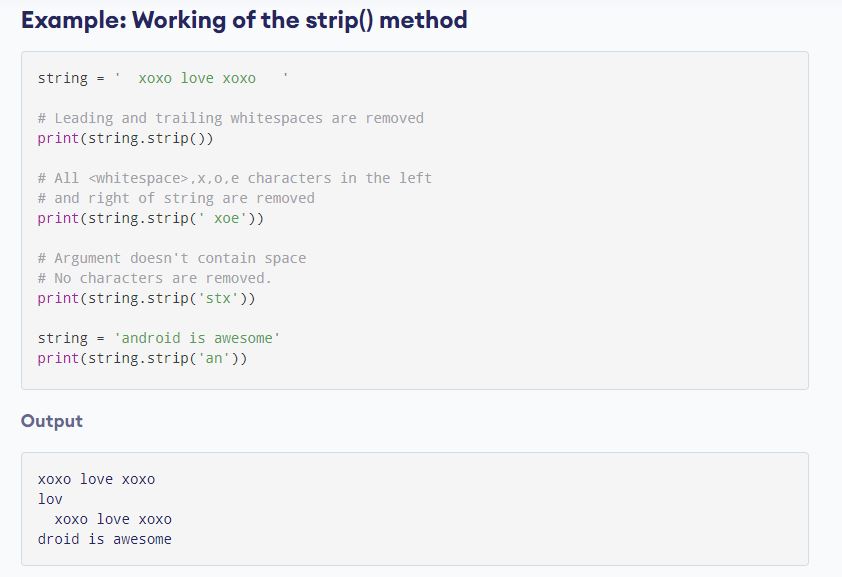 Example: Working of the strip() method
string = '  xoxo love xoxo   '
# Leading and trailing whitespaces are removed
print(string.strip())
# All <whitespace>,x,o,e characters in the left
# and right of string are removed
print(string.strip(' xoe'))
# Argument doesn't contain space
# No characters are removed.
print(string.strip('stx'))
string = 'android is awesome'
print(string.strip('an'))
Output
xoxo love xoxo
lov
  xoxo love xoxo
droid is awesome